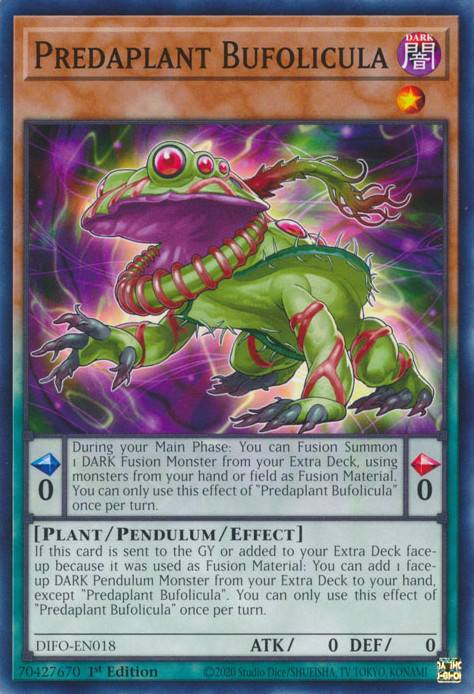 PREDAPLANT BUFOLICULA
DARK
闇
During your Main Phase: You can Fusion Summon
1 DARK Fusion Monster from your Extra Deck, using
monsters from your hand or field as Fusion Material.
You can only use this effect of "Predaplant Bufolicula"
once per turn.
0
0
[PLANT/PENDULUM/EFFECT]
If this card is sent to the GY or added to your Extra Deck face-
up because it was used as Fusion Material: You can add 1 face-
up DARK Pendulum Monster from your Extra Deck to your hand,
except "Predaplant Bufolicula". You can only use this effect of
"Predaplant Bufolicula" once per turn.
DIFO-EN018 ATK/ 0 DEF/ 0
70427670 1st Edition ©2020 Studio Dice/SHUEISHA, TV TOKYO, KONAMI